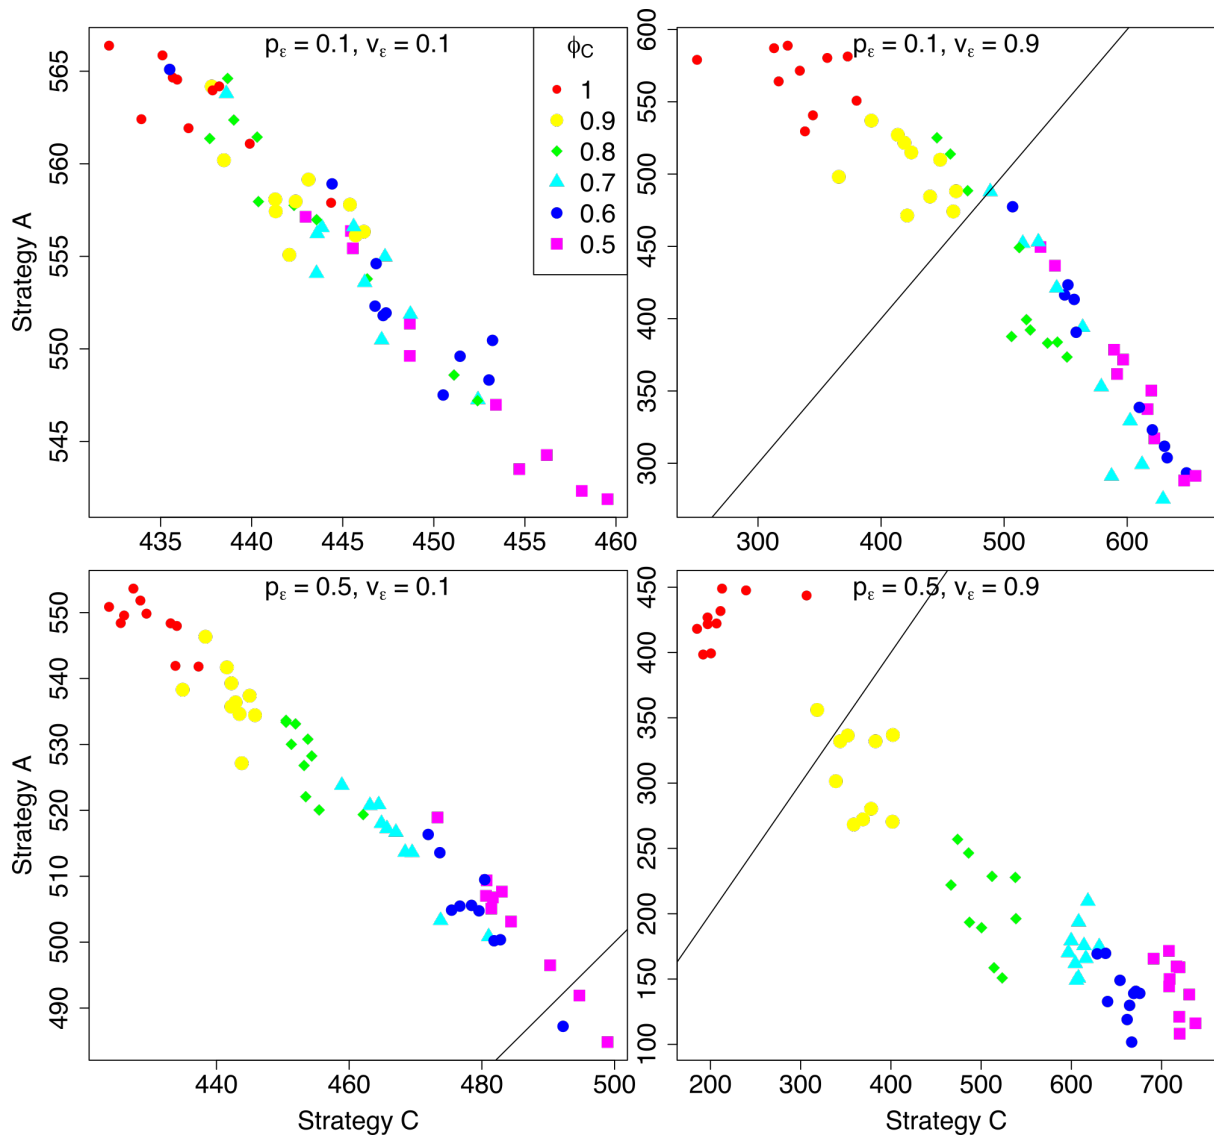 pε = 0.1, vε = 0.1
ϕC
1
0.9
0.8
0.7
0.6
0.5
Strategy A
565
560
555
550
545
435 440 445 450 455 460
pε = 0.1, vε = 0.9
600
550
500
450
400
350
300
300 400 500 600
pε = 0.5, vε = 0.1
Strategy A
550
540
530
520
510
500
490
440 460 480 500
Strategy C
pε = 0.5, vε = 0.9
450
400
350
300
250
200
150
100
200 300 400 500 600 700
Strategy C